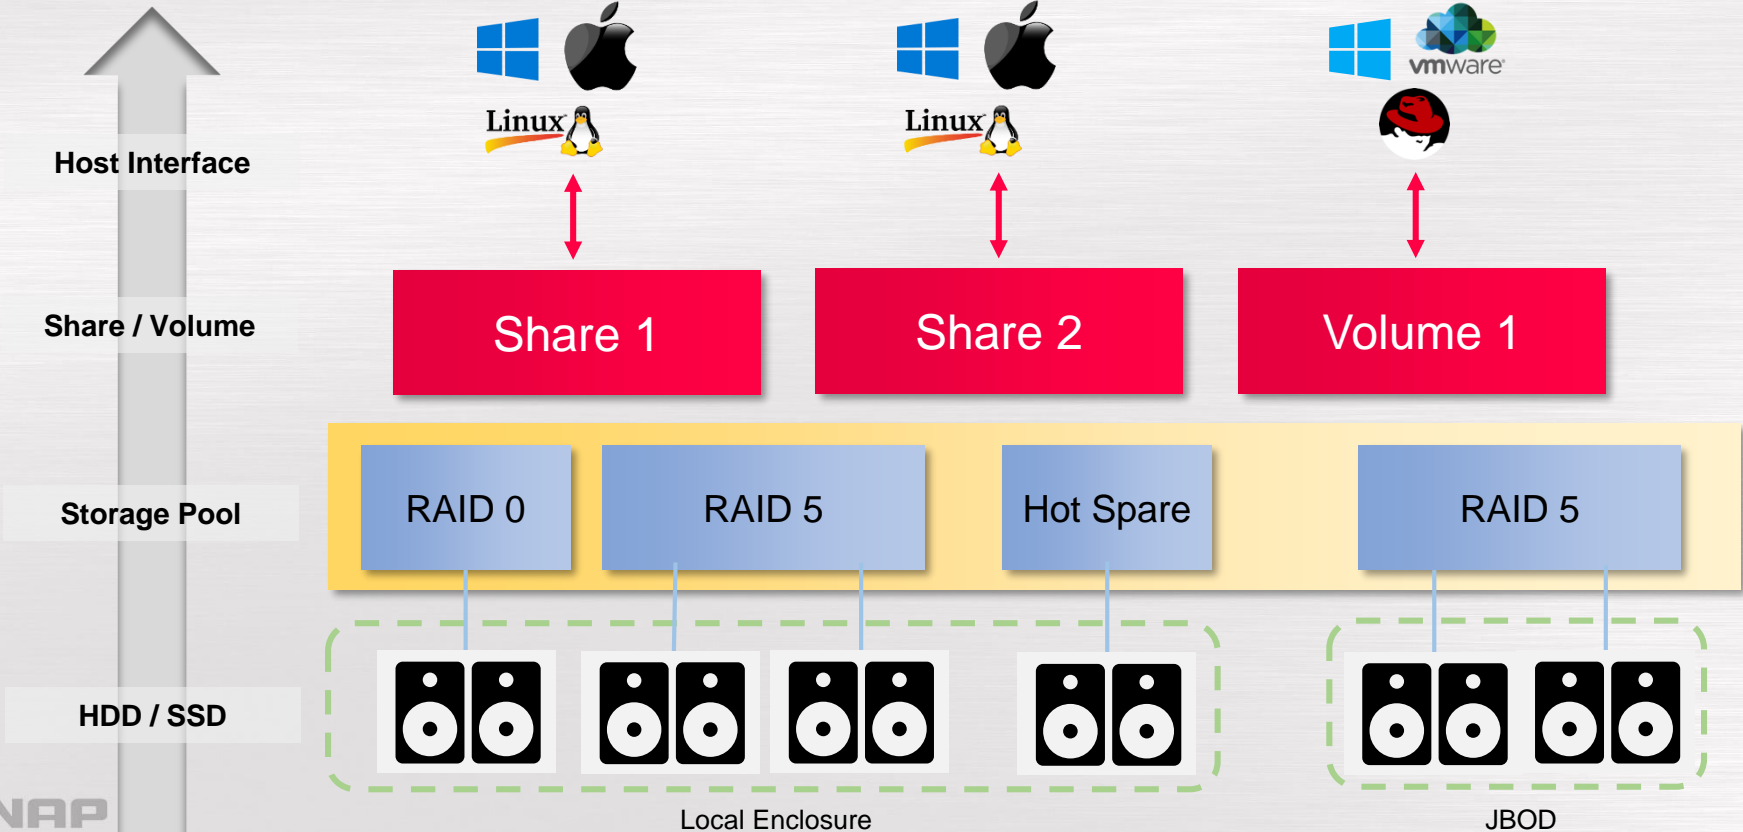 vmware
Linux
Linux
Host Interface
Share / Volume
Share 1
Share 2
Volume 1
Storage Pool
RAID 0
RAID 5
Hot Spare
RAID 5
HDD / SSD
NAP
Local Enclosure
JBOD